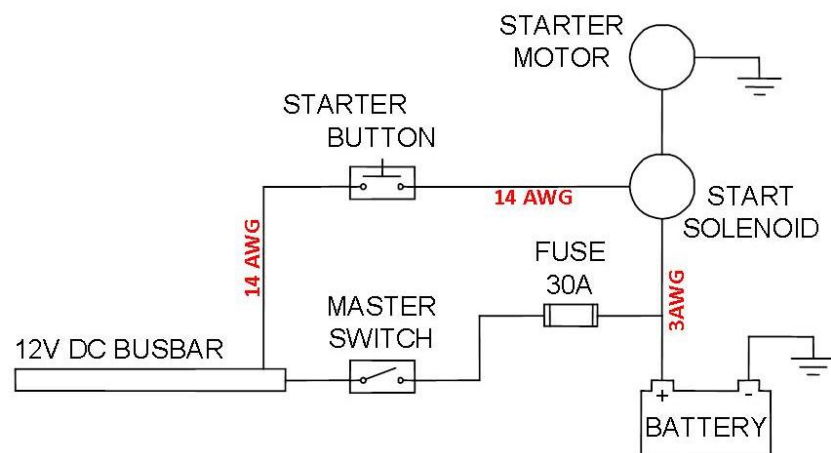 STARTER
MOTOR
STARTER
BUTTON
14 AWG
START
SOLENOID
14 AWG
FUSE
30A
3AWG
MASTER
SWITCH
12V DC BUSBAR
+
-
BATTERY